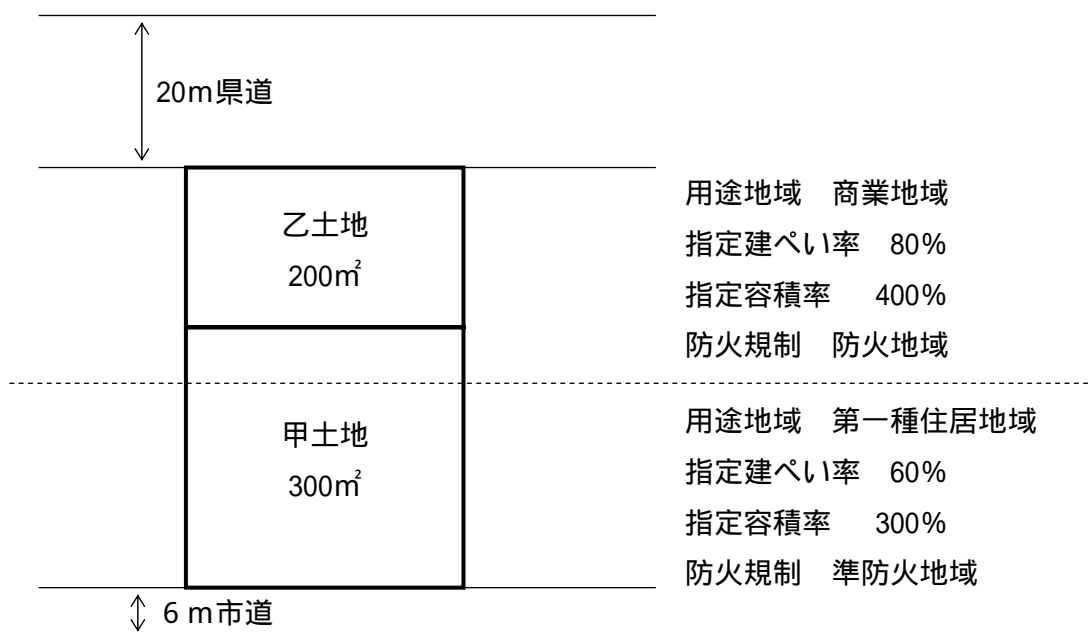 20m県道
乙土地
200㎡
用途地域　商業地域
指定建ぺい率　80%
指定容積率　400%
防火規制　防火地域
甲土地
300㎡
用途地域　第一種住居地域
指定建ぺい率　60%
指定容積率　300%
防火規制　準防火地域
6m市道